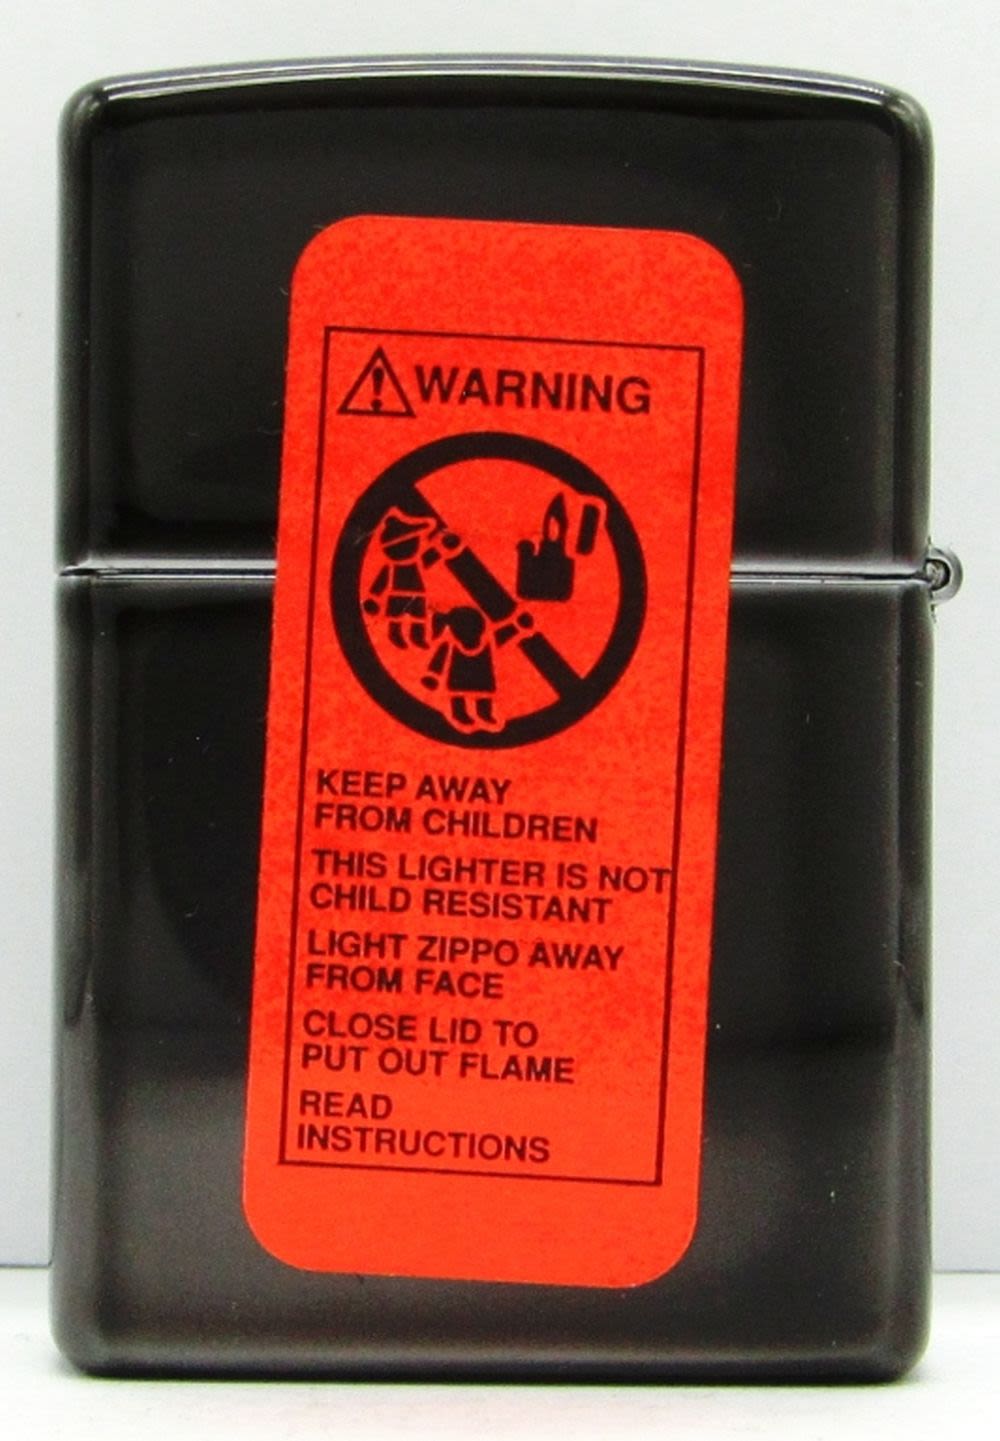 WARNING
KEEP AWAY
FROM CHILDREN
THIS LIGHTER IS NOT
CHILD RESISTANT
LIGHT ZIPPO AWAY
FROM FACE
CLOSE LID TO
PUT OUT FLAME
READ
INSTRUCTIONS